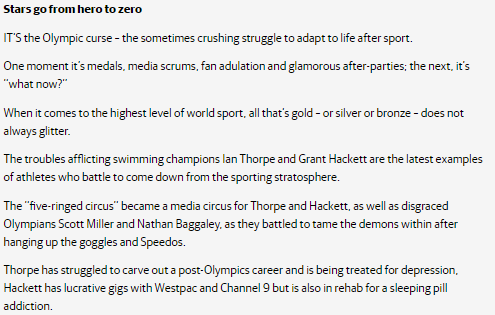 Stars go from hero to zero
IT'S the Olympic curse – the sometimes crushing struggle to adapt to life after sport.
One moment it's medals, media scrums, fan adulation and glamorous after-parties; the next, it's
"what now?"
When it comes to the highest level of world sport, all that's gold – or silver or bronze – does not
always glitter.
The troubles afflicting swimming champions Ian Thorpe and Grant Hackett are the latest examples
of athletes who battle to come down from the sporting stratosphere.
The "five-ringed circus" became a media circus for Thorpe and Hackett, as well as disgraced
Olympians Scott Miller and Nathan Baggaley, as they battled to tame the demons within after
hanging up the goggles and Speedos.
Thorpe has struggled to carve out a post-Olympics career and is being treated for depression,
Hackett has lucrative gigs with Westpac and Channel 9 but is also in rehab for a sleeping pill
addiction.